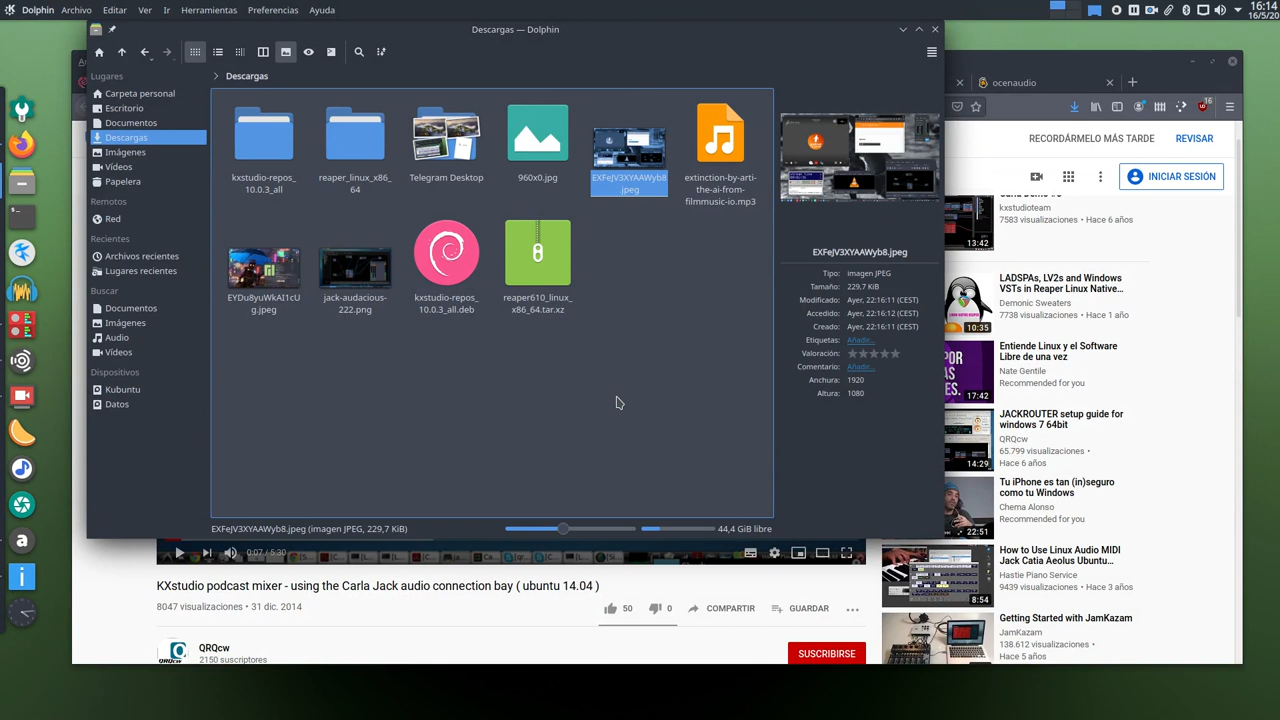 Dolphin Archivo Editar Ver Ir Herramientas Preferencias Ayuda
16:14
16/5/20
Descargas — Dolphin
Lugares
Carpeta personal
Escritorio
Documentos
Descargas
Imágenes
Vídeos
Papelera
Remotos
Red
Recientes
Archivos recientes
Lugares recientes
Buscar
Documentos
Imágenes
Audio
Vídeos
Dispositivos
Kubuntu
Datos
Descargas
kxstudio-repos_
10.0.3_all
reaper_linux_x86_
64
Telegram Desktop
960x0.jpg
EXFeJV3XYAAWyb8
.jpeg
extinction-by-arti-
the-ai-from-
filmmusic-io.mp3
EYDu8yuWkAI1cU
g.jpeg
jack-audacious-
222.png
kxstudio-repos_
10.0.3_all.deb
reaper610_linux_
x86_64.tar.xz
EXFeJV3XYAAWyb8.jpeg
Tipo: imagen JPEG
Tamaño: 229,7 KiB
Modificado: Ayer, 22:16:11 (CEST)
Accedido: Ayer, 22:16:12 (CEST)
Creado: Ayer, 22:16:11 (CEST)
Etiquetas: Añadir...
Valoración:
Comentario: Añadir...
Anchura: 1920
Altura: 1080
EXFeJV3XYAAWyb8.jpeg (imagen JPEG, 229,7 KiB)
44,4 GiB libre
ocenaudio
16
RECORDÁRMELO MÁS TARDE REVISAR
INICIAR SESIÓN
kxstudioteam
7583 visualizaciones • Hace 6 años
13:42
LADSPAs, LV2s and Windows
VSTs in Reaper Linux Native...
Demonic Sweaters
7738 visualizaciones • Hace 1 año
10:35
Entiende Linux y el Software
Libre de una vez
Nate Gentile
Recommended for you
17:42
JACKROUTER setup guide for
windows 7 64bit
QRQcw
65.799 visualizaciones •
Hace 6 años
14:29
Tu iPhone es tan (in)seguro
como tu Windows
Chema Alonso
Recommended for you
22:51
How to Use Linux Audio MIDI
Jack Catia Aeolus Ubuntu...
Hastie Piano Service
9439 visualizaciones • Hace 3 años
8:54
Getting Started with JamKazam
JamKazam
138.612 visualizaciones •
Hace 5 años
0:07 / 5:30
KXstudio podcast mixer - using the Carla Jack audio connection bay ( ubuntu 14.04 )
8047 visualizaciones • 31 dic. 2014
50 0 COMPARTIR GUARDAR
QRQcw
2150 suscriptores
SUSCRIBIRSE